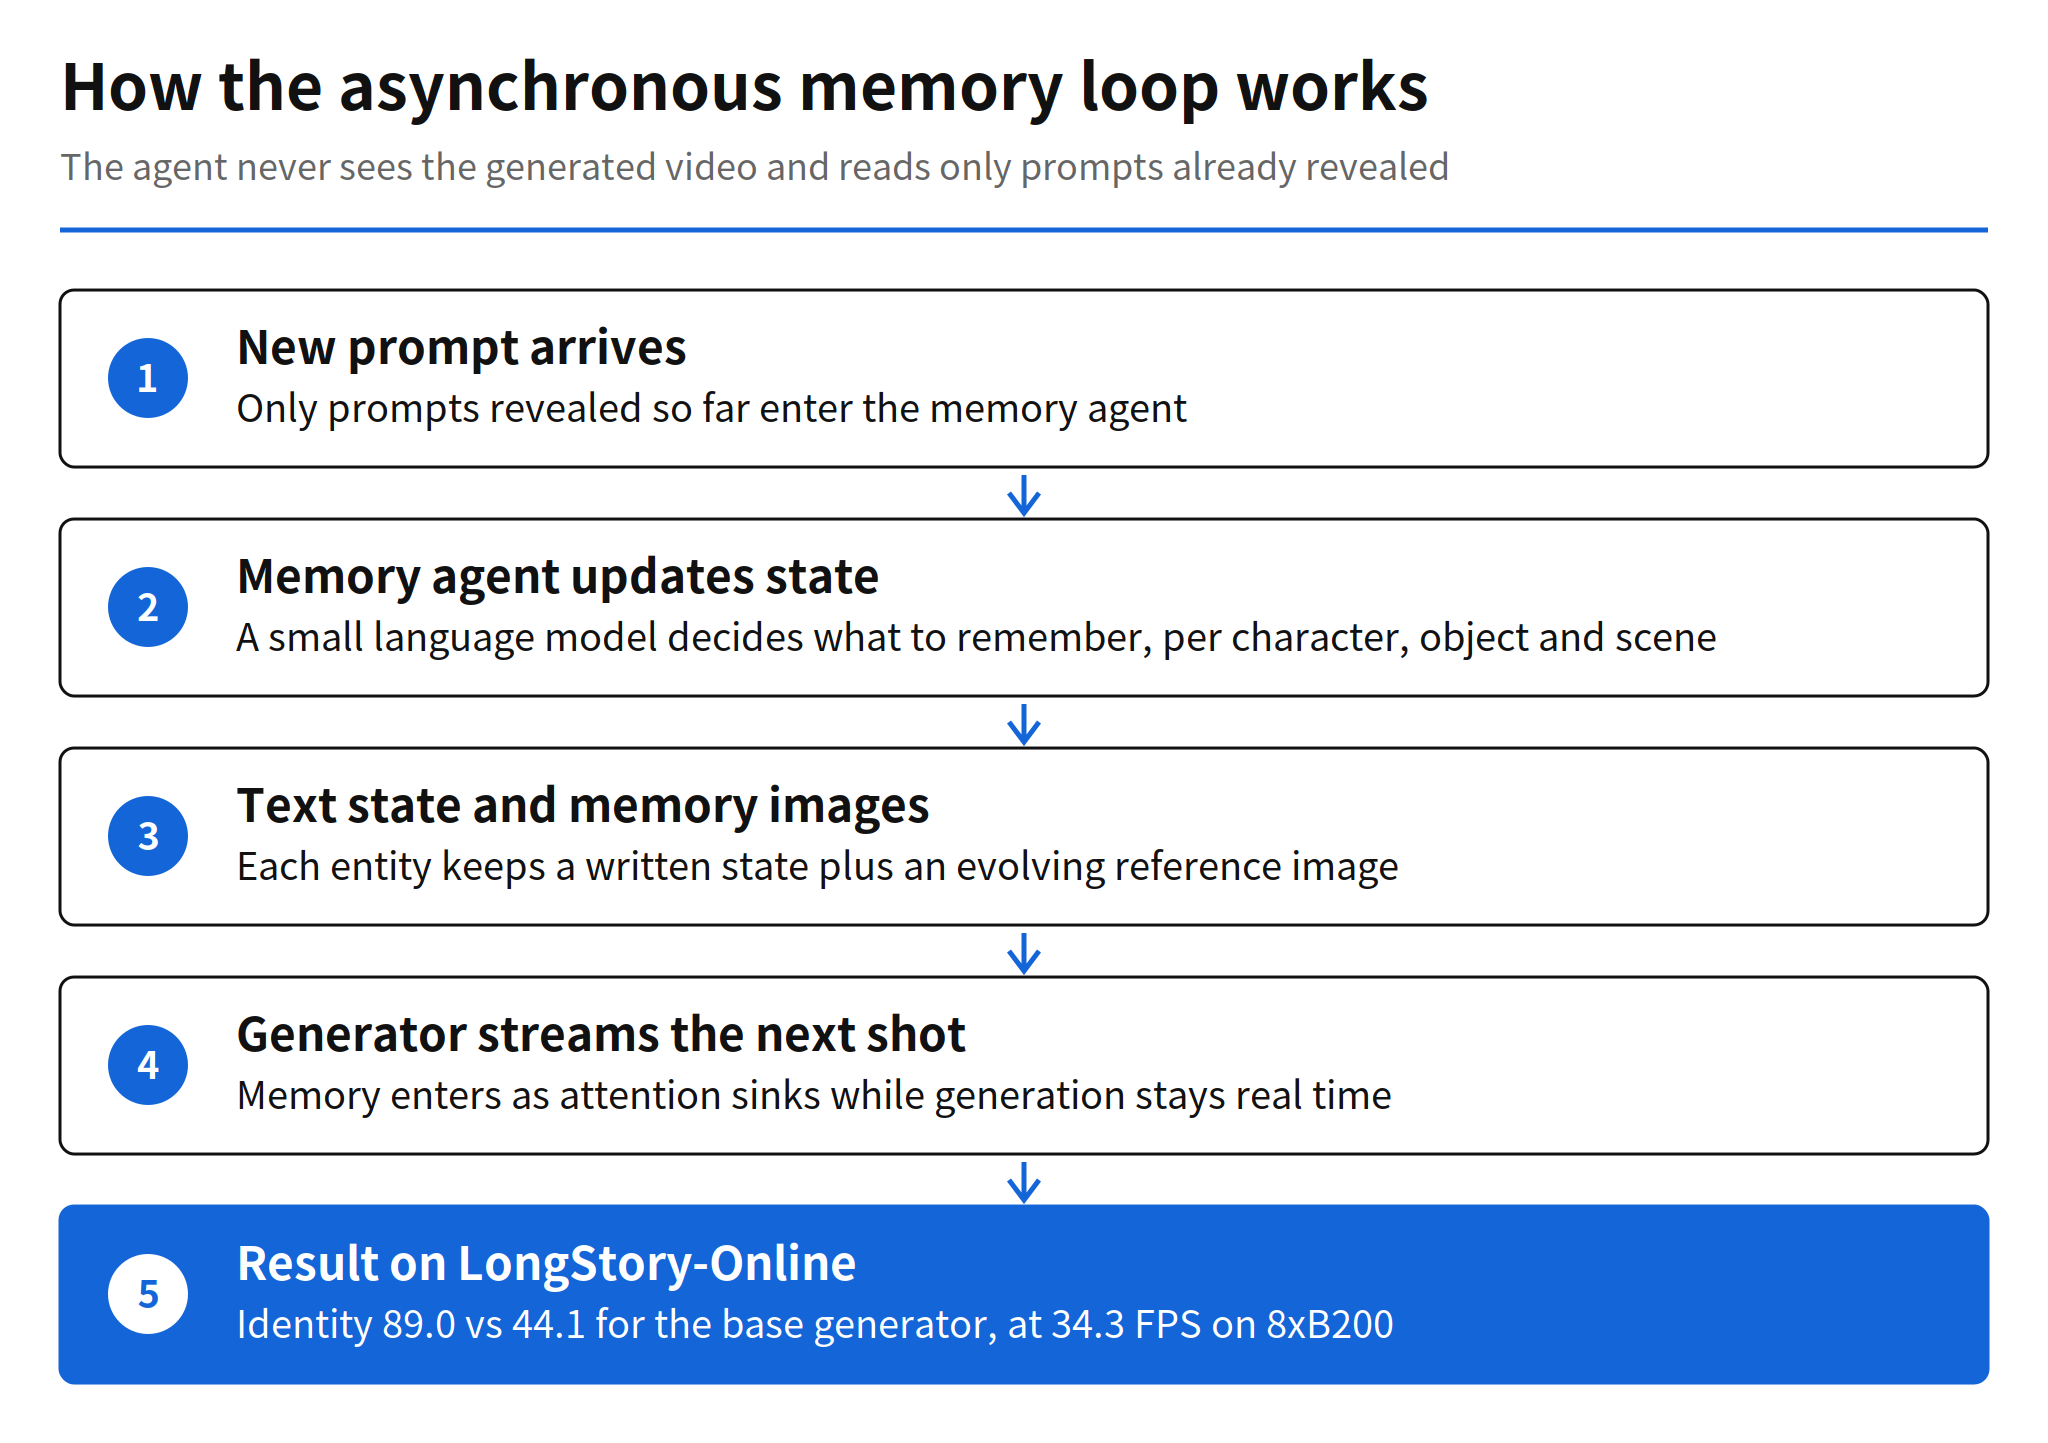 How the asynchronous memory loop works
The agent never sees the generated video and reads only prompts already revealed
1
New prompt arrives
Only prompts revealed so far enter the memory agent
2
Memory agent updates state
A small language model decides what to remember, per character, object and scene
3
Text state and memory images
Each entity keeps a written state plus an evolving reference image
4
Generator streams the next shot
Memory enters as attention sinks while generation stays real time
5
Result on LongStory-Online
Identity 89.0 vs 44.1 for the base generator, at 34.3 FPS on 8xB200